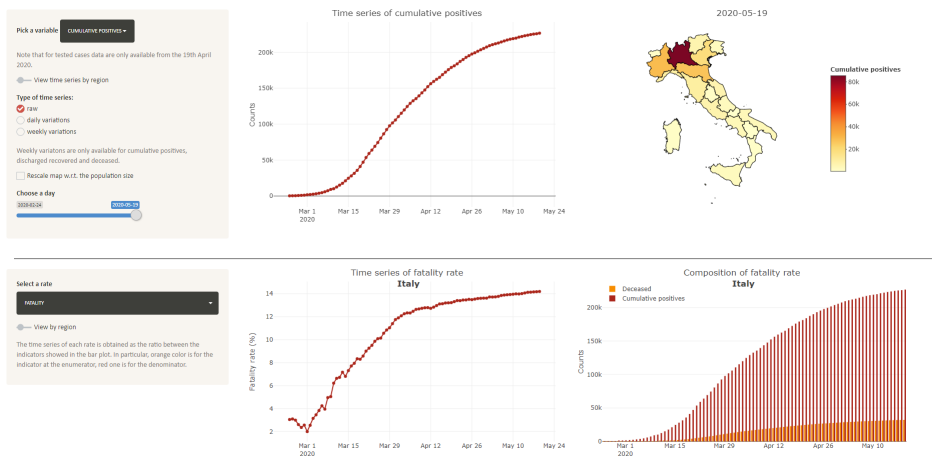 Pick a variable
CUMULATIVE POSITIVES
Note that for tested cases data are only available from the 19th April
2020.
View time series by region
Type of time series:
raw
daily variations
weekly variations
Weekly variatons are only available for cumulative positives,
discharged recovered and deceased.
Rescale map w.r.t. the population size
Choose a day
2020-02-24
2020-05-19
Time series of cumulative positives
Counts
200k
150k
100k
50k
0
Mar 1
2020
Mar 15
Mar 29
Apr 12
Apr 26
May 10
May 24
2020-05-19
Cumulative positives
80k
60k
40k
20k
Select a rate
FATALITY
View by region
The time series of each rate is obtained as the ratio between the
indicators showed in the bar plot. In particular, orange color is for the
indicator at the enumerator, red one is for the denominator.
Time series of fatality rate
Italy
Fatality rate (%)
14
12
10
8
6
4
2
Mar 1
2020
Mar 15
Mar 29
Apr 12
Apr 26
May 10
May 24
Composition of fatality rate
Italy
Deceased
Cumulative positives
Counts
200k
150k
100k
50k
0
Mar 1
2020
Mar 15
Mar 29
Apr 12
Apr 26
May 10